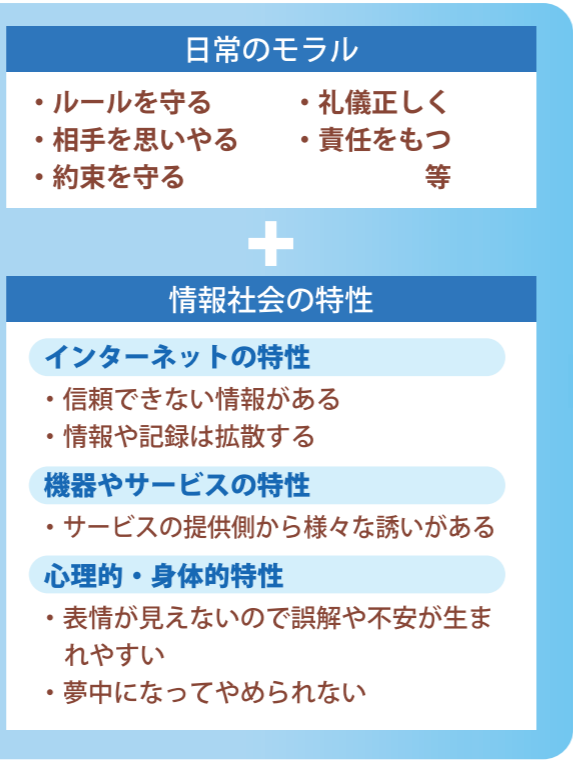 日常のモラル
・ルールを守る
・相手を思いやる
・約束を守る
・礼儀正しく
・責任をもつ
等
+
情報社会の特性
インターネットの特性
・信頼できない情報がある
・情報や記録は拡散する
機器やサービスの特性
・サービスの提供側から様々な誘いがある
心理的・身体的特性
・表情が見えないので誤解や不安が生ま
れやすい
・夢中になってやめられない